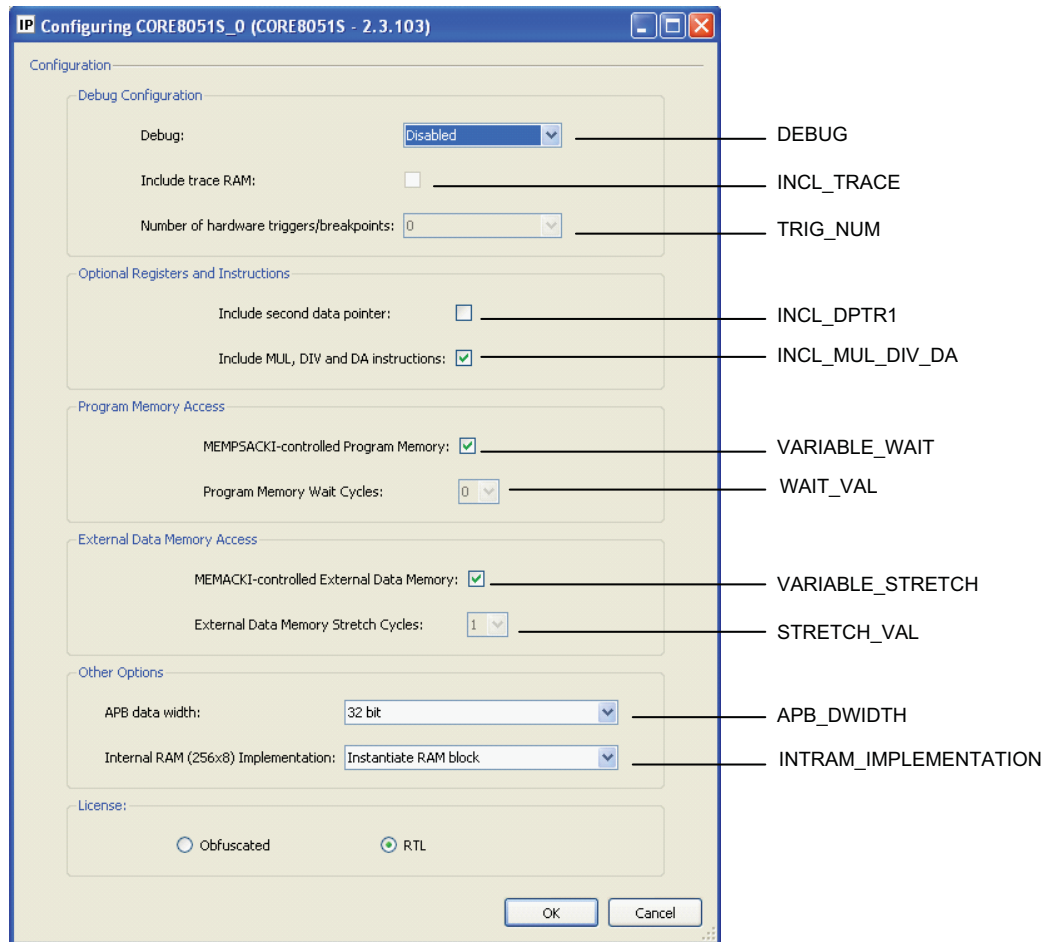 IP Configuring CORE8051S_0 (CORE8051S - 2.3.103)
Configuration
Debug Configuration
Debug: Disabled DEBUG
Include trace RAM: INCL_TRACE
Number of hardware triggers/breakpoints: 0 TRIG_NUM
Optional Registers and Instructions
Include second data pointer: INCL_DPTR1
Include MUL, DIV and DA instructions: INCL_MUL_DIV_DA
Program Memory Access
MEMPSACKI-controlled Program Memory: VARIABLE_WAIT
Program Memory Wait Cycles: 0 WAIT_VAL
External Data Memory Access
MEMACKI-controlled External Data Memory: VARIABLE_STRETCH
External Data Memory Stretch Cycles: 1 STRETCH_VAL
Other Options
APB data width: 32 bit APB_DWIDTH
Internal RAM (256x8) Implementation: Instantiate RAM block INTRAM_IMPLEMENTATION
License:
Obfuscated RTL
OK Cancel